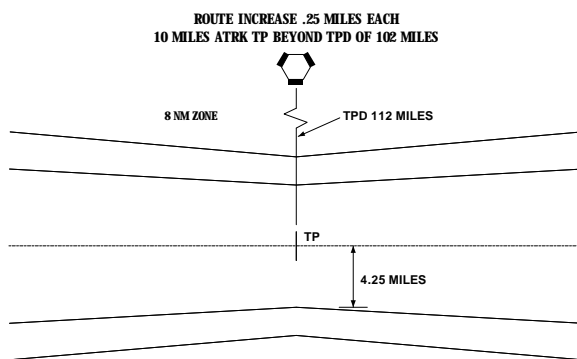 ROUTE INCREASE .25 MILES EACH
10 MILES ATRK TP BEYOND TPD OF 102 MILES
8 NM ZONE
TPD 112 MILES
TP
4.25 MILES